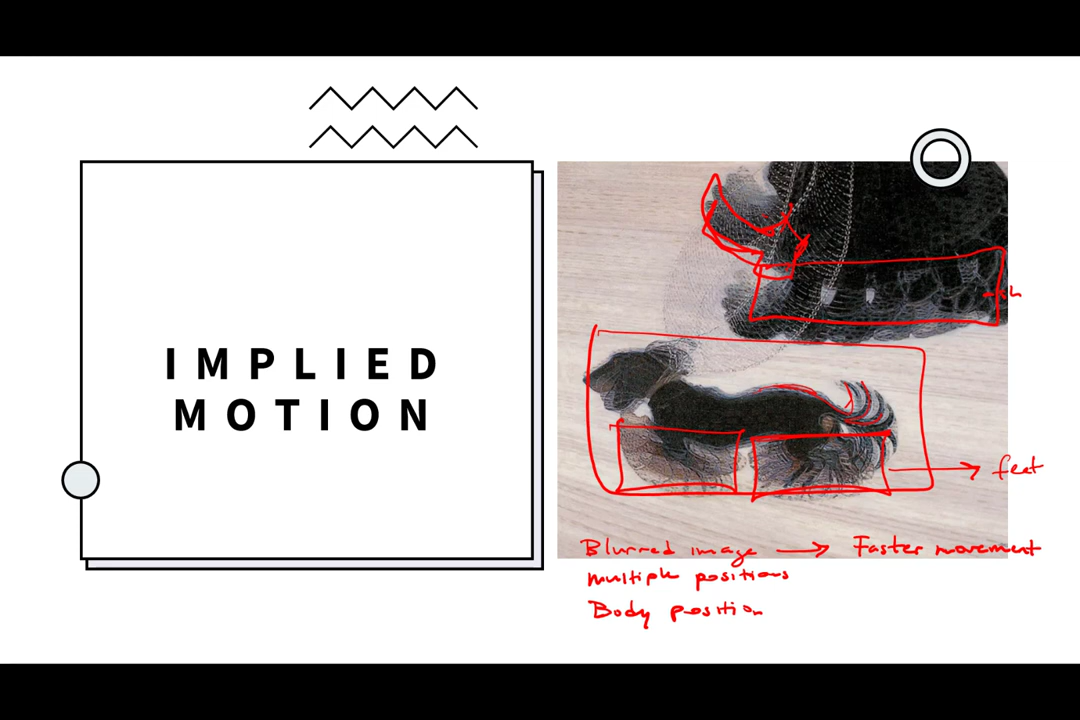 IMPLIED
MOTION
feet
Blurred image → Faster movement
multiple positions
Body position